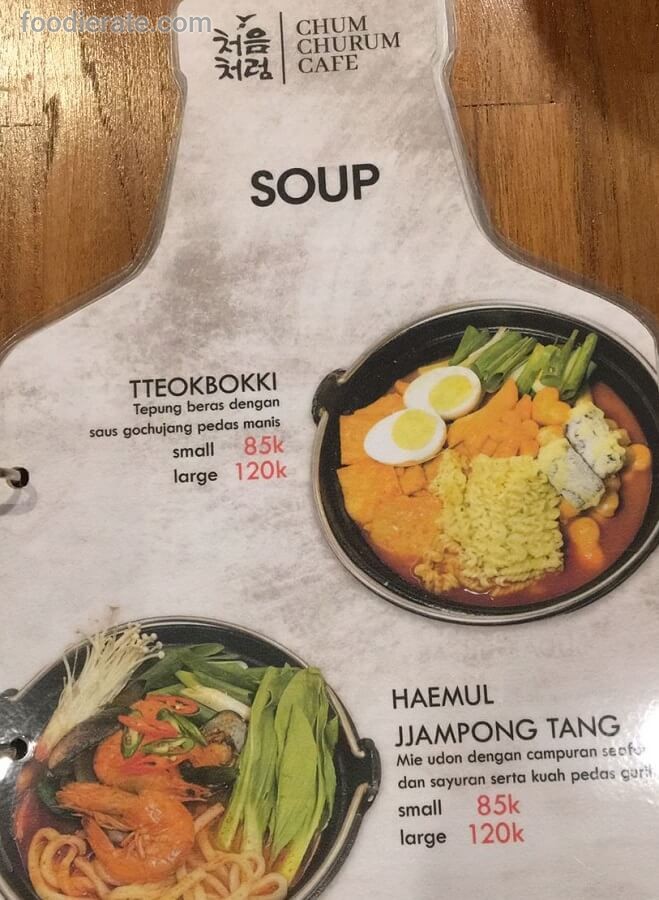 foodierate.com
처음
처럼
CHUM
CHURUM
CAFE
SOUP
TTEOKBOKKI
Tepung beras dengan
saus gochujang pedas manis
small 85k
large 120k
HAEMUL
JJAMPONG TANG
Mie udon dengan campuran
dan sayuran serta kuah pedas gurih
small 85k
large 120k